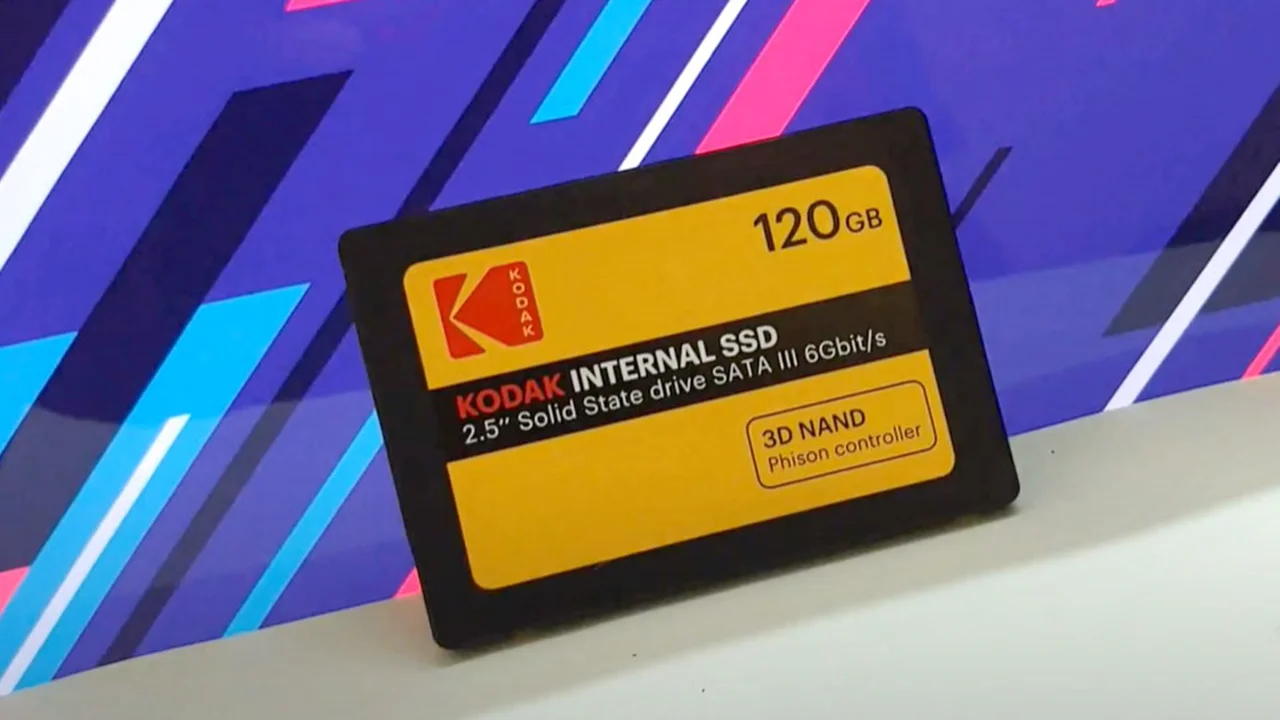 120GB
KODAK
KODAK INTERNAL SSD
2.5” Solid State drive SATA III 6Gbit/s
3D NAND
Phison controller